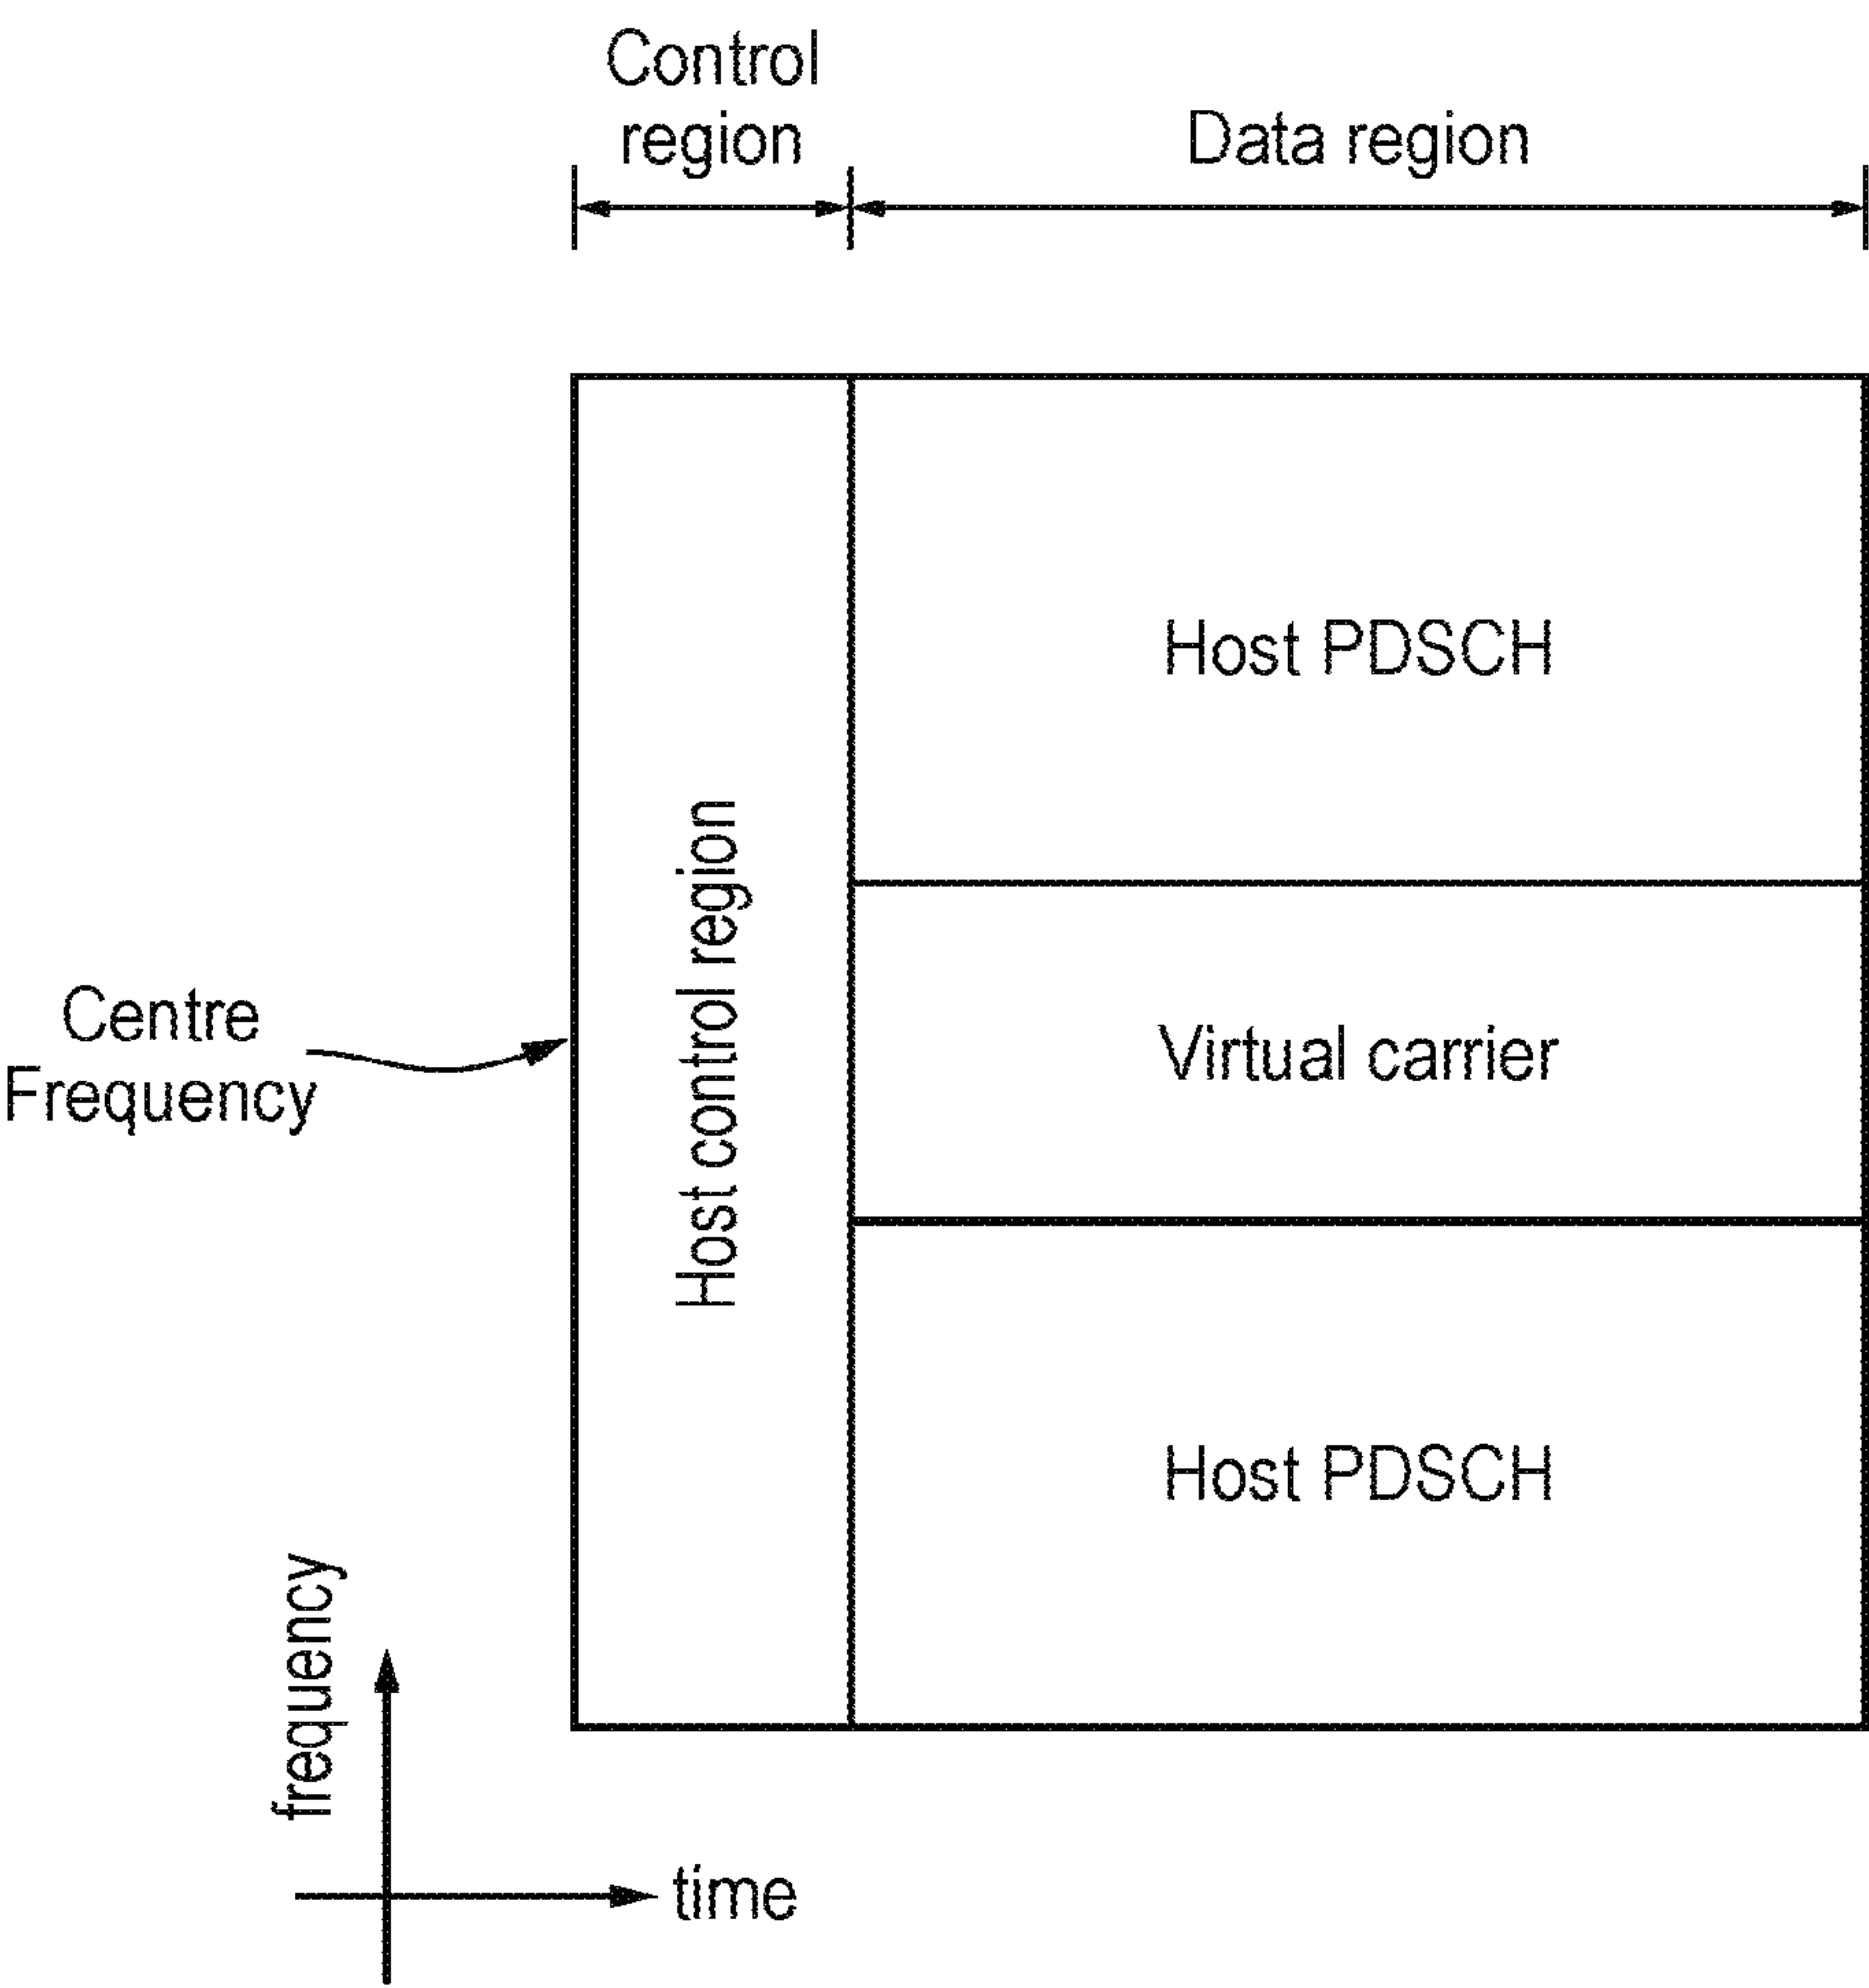 Control
region
Data region
Host control region
Host PDSCH
Centre
Frequency
Virtual carrier
Host PDSCH
frequency
time